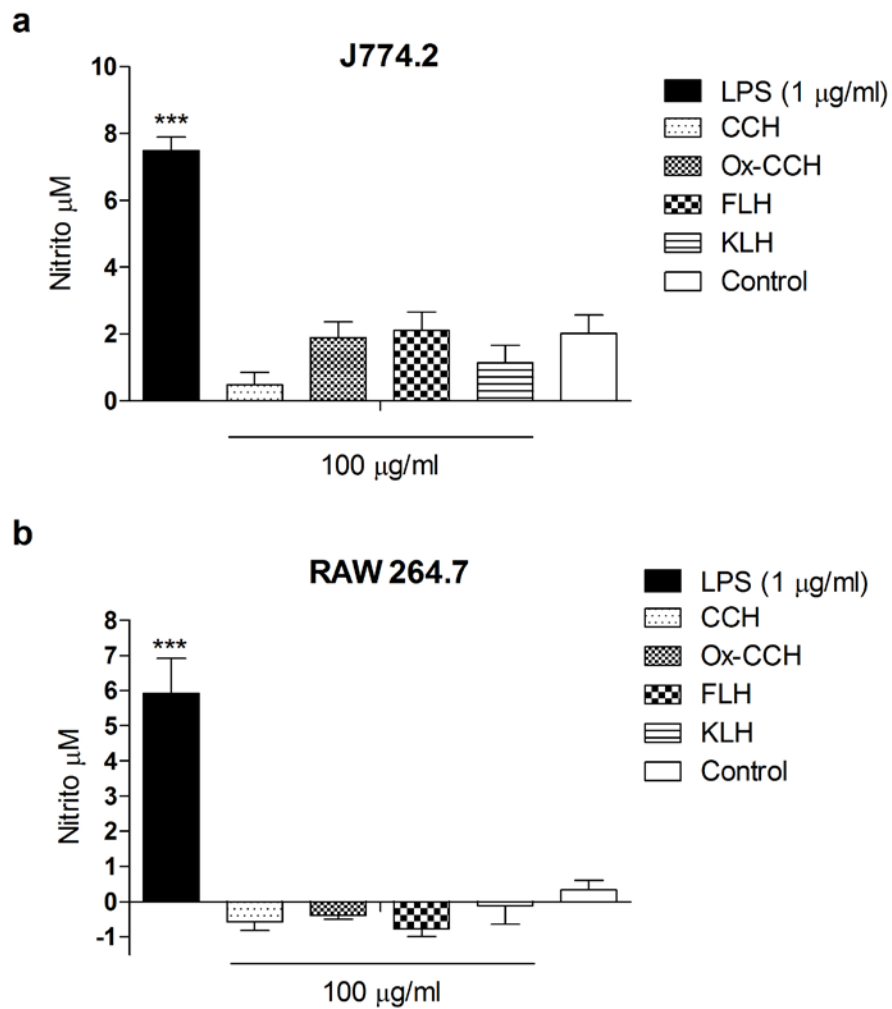 a
J774.2
10
8
6
4
2
0
Nitrito μM
***
100 μg/ml
LPS (1 μg/ml)
CCH
Ox-CCH
FLH
KLH
Control
b
RAW 264.7
8
7
6
5
4
3
2
1
0
-1
Nitrito μM
***
100 μg/ml
LPS (1 μg/ml)
CCH
Ox-CCH
FLH
KLH
Control